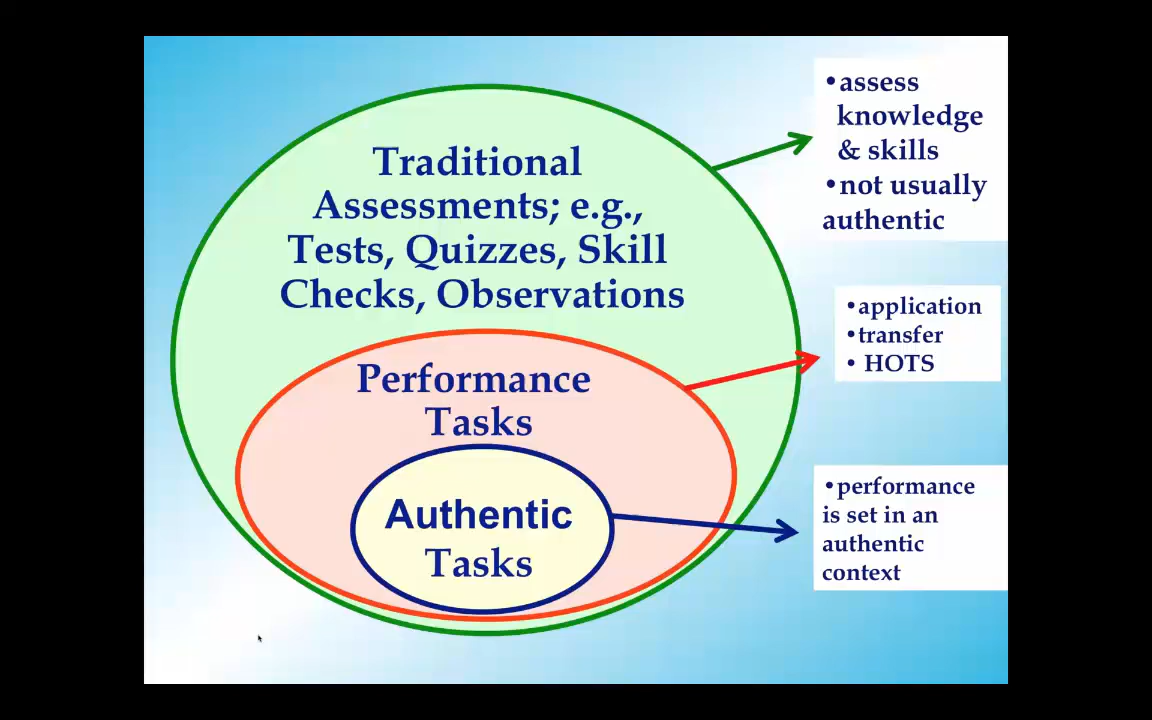 Traditional
Assessments; e.g.,
Tests, Quizzes, Skill
Checks, Observations
Performance
Tasks
Authentic
Tasks
•assess
knowledge
& skills
•not usually
authentic
•application
•transfer
• HOTS
•performance
is set in an
authentic
context